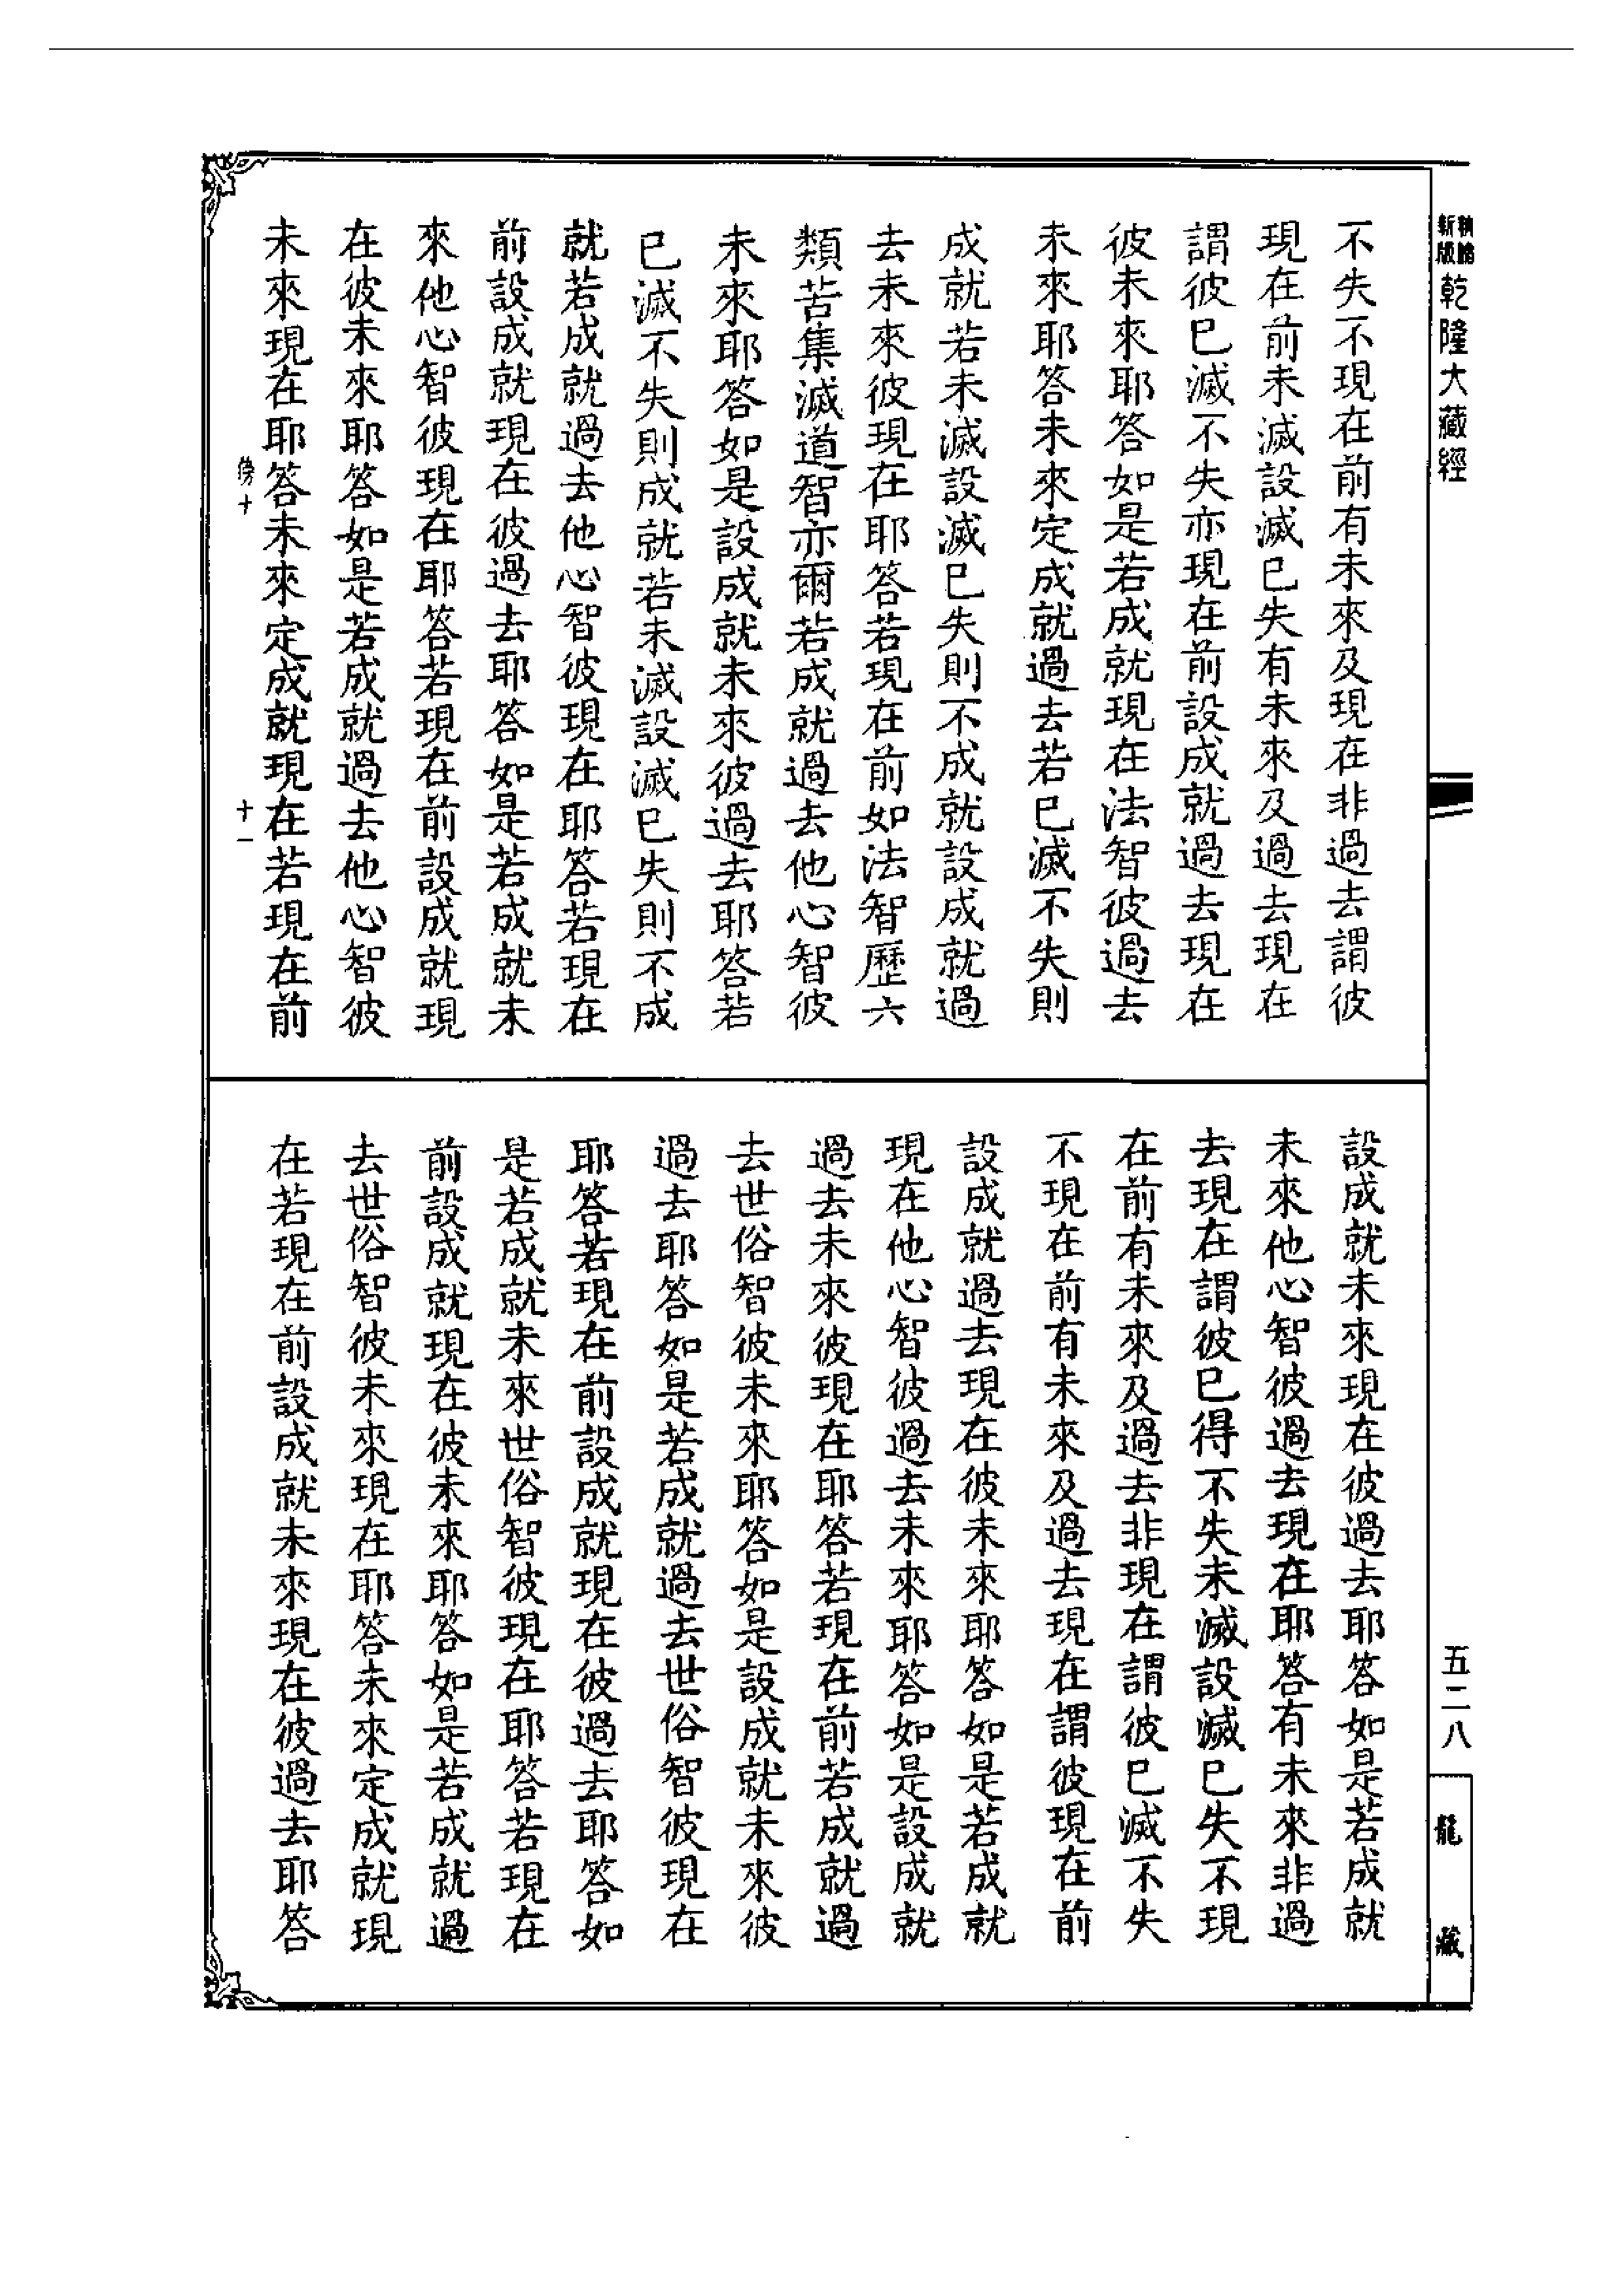 新版
乾隆大藏經
不失不現在前有未來及現在非過去謂彼
現在前未滅設滅已失有未來及過去現在
謂彼已滅不失亦現在前設成就過去現在
彼未來耶答如是若成就現在法智彼過去
未來耶答未來定成就過去若已滅不失則
成就若未滅設滅已失則不成就設成就過
去未來彼現在耶答若現在前如法智歷六
類苦集滅道智亦爾若成就過去他心智彼
未來耶答如是設成就未來彼過去耶答若
已滅不失則成就若未滅設滅已失則不成
就若成就過去他心智彼現在耶答若現在
前設成就現在彼過去耶答如是若成就未
來他心智彼現在耶答若現在前設成就現
在彼未來耶答如是若成就過去他心智彼
未來現在耶答未來定成就現在若現在前
十
十一
設成就未來現在彼過去耶答如是若成就
未來他心智彼過去現在耶答有未來非過
去現在謂彼已得不失未滅設滅已失不現
在前有未來及過去非現在謂彼已滅不失
不現在前有未來及過去現在謂彼現在前
設成就過去現在彼未來耶答如是若成就
現在他心智彼過去未來耶答如是設成就
過去未來彼現在耶答若現在前若成就過
去世俗智彼未來耶答如是設成就未來彼
過去耶答如是若成就過去世俗智彼現在
耶答若現在前設成就現在彼過去耶答如
是若成就未來世俗智彼現在耶答若現在
前設成就現在彼未來耶答如是若成就過
去世俗智彼未來現在耶答未來定成就現
在若現在前設成就未來現在彼過去耶答
五二八
龍藏